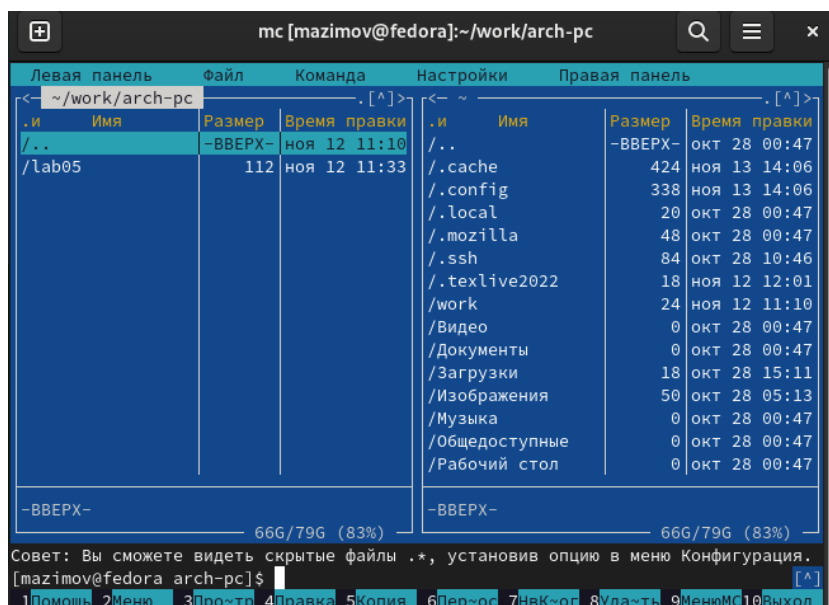 mc [mazimov@fedora]:~/work/arch-pc
Левая панель Файл Команда Настройки Правая панель
<— ~/work/arch-pc .[^]>
.и Имя Размер Время правки
/.. -ВВЕРХ- ноя 12 11:10
/lab05 112 ноя 12 11:33
-ВВЕРХ-
66G/79G (83%)
<— ~ .[^]>
.и Имя Размер Время правки
/.. -ВВЕРХ- окт 28 00:47
/.cache 424 ноя 13 14:06
/.config 338 ноя 13 14:06
/.local 20 окт 28 00:47
/.mozilla 48 окт 28 00:47
/.ssh 84 окт 28 10:46
/.texlive2022 18 ноя 12 12:01
/work 24 ноя 12 11:10
/Видео 0 окт 28 00:47
/Документы 0 окт 28 00:47
/Загрузки 18 окт 28 15:11
/Изображения 50 окт 28 05:13
/Музыка 0 окт 28 00:47
/Общедоступные 0 окт 28 00:47
/Рабочий стол 0 окт 28 00:47
-ВВЕРХ-
66G/79G (83%)
Совет: Вы сможете видеть скрытые файлы .*, установив опцию в меню Конфигурация.
[mazimov@fedora arch-pc]$ [^]
1Помощь 2Меню 3Про~тр 4Правка 5Копия 6Пер~ос 7НвК~ог 8Уда~ть 9МенюМС 10Выход